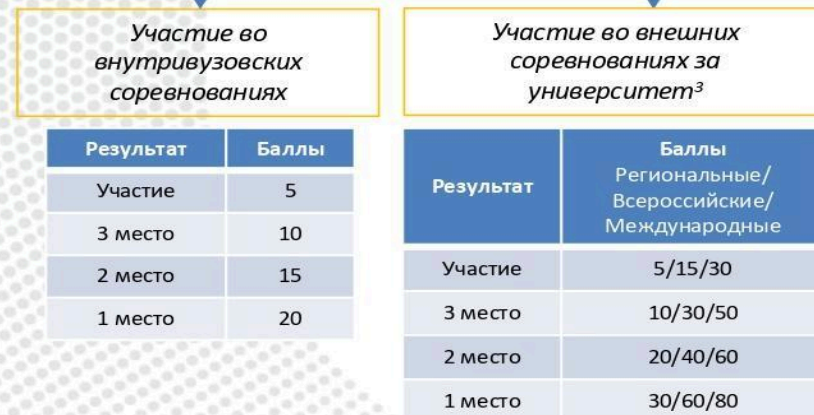 Участие во
внутривузовских
соревнованиях
Результат Баллы
Участие 5
3 место 10
2 место 15
1 место 20
Участие во внешних
соревнованиях за
университет³
Результат
Баллы
Региональные/
Всероссийские/
Международные
Участие 5/15/30
3 место 10/30/50
2 место 20/40/60
1 место 30/60/80